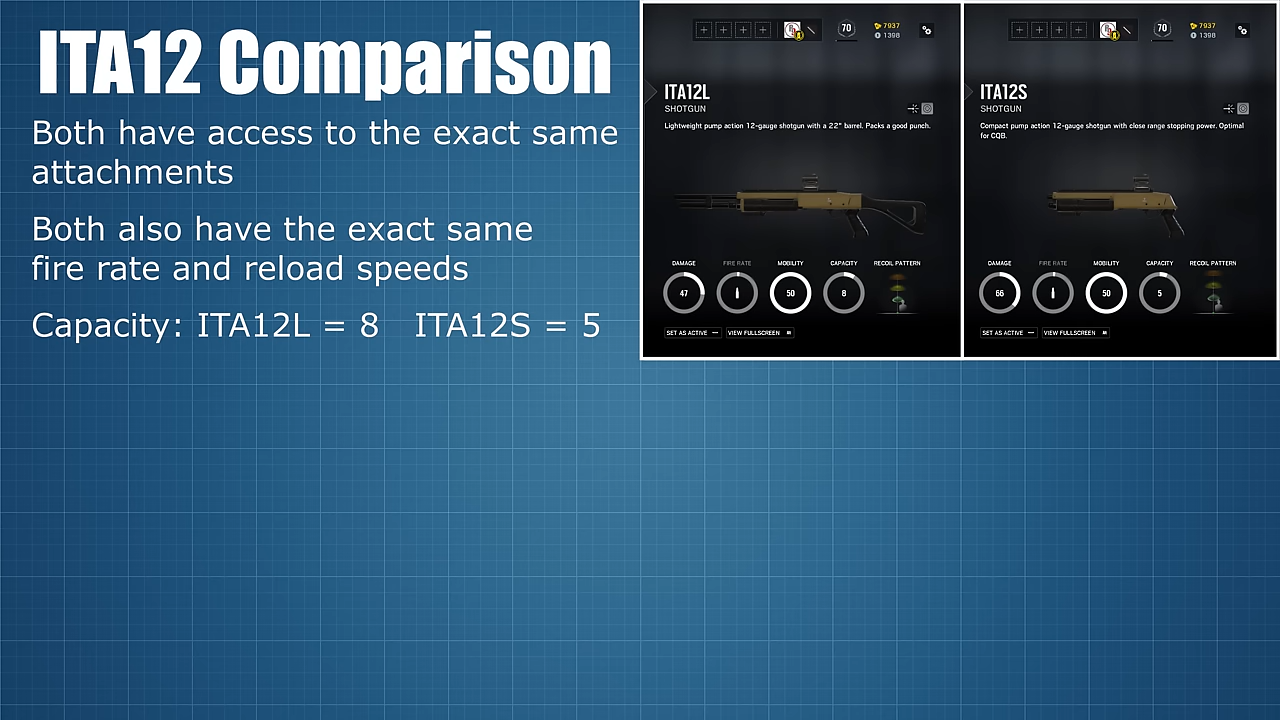 ITA12 Comparison
Both have access to the exact same
attachments
Both also have the exact same
fire rate and reload speeds
Capacity: ITA12L = 8 ITA12S = 5
70
7937
1398
ITA12L
SHOTGUN
Lightweight pump action 12-gauge shotgun with a 22" barrel. Packs a good punch.
DAMAGE FIRE RATE MOBILITY CAPACITY RECOIL PATTERN
47 50 8
SET AS ACTIVE VIEW FULLSCREEN
70
7937
1398
ITA12S
SHOTGUN
Compact pump action 12-gauge shotgun with close range stopping power. Optimal
for CQB.
DAMAGE FIRE RATE MOBILITY CAPACITY RECOIL PATTERN
66 50 5
SET AS ACTIVE VIEW FULLSCREEN